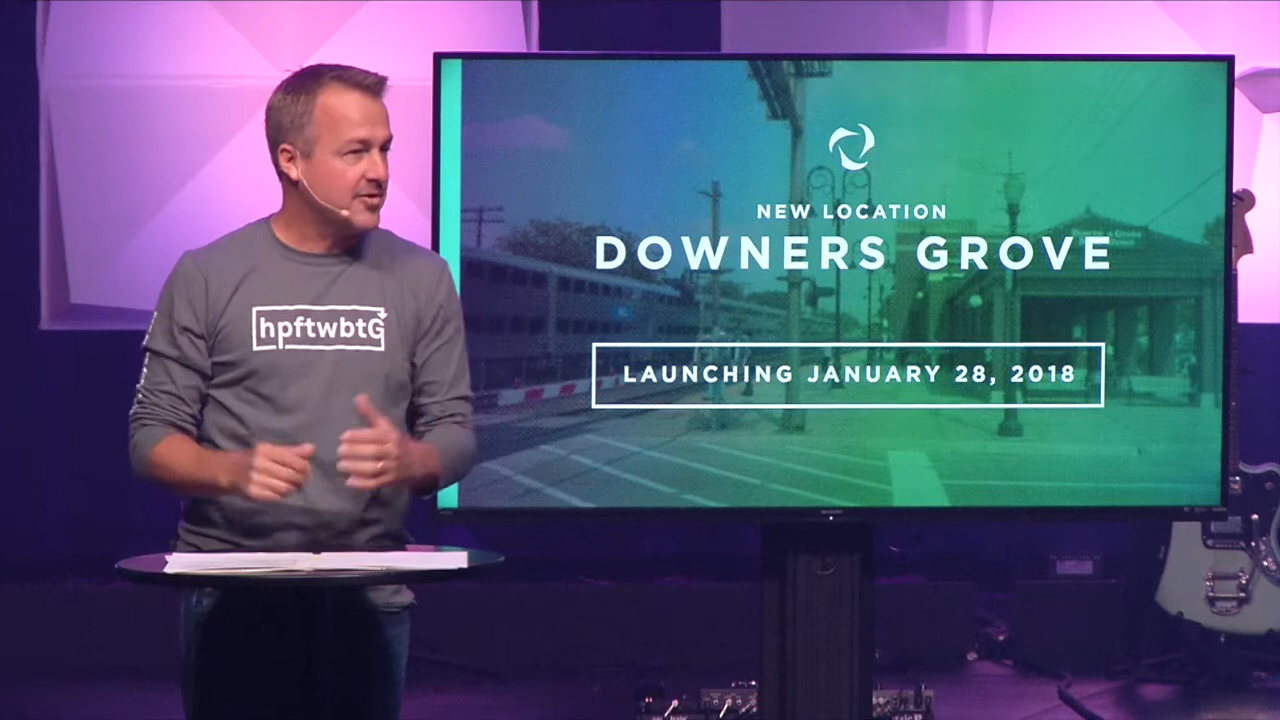 hpftwbtG
NEW LOCATION
DOWNERS GROVE
LAUNCHING JANUARY 28, 2018